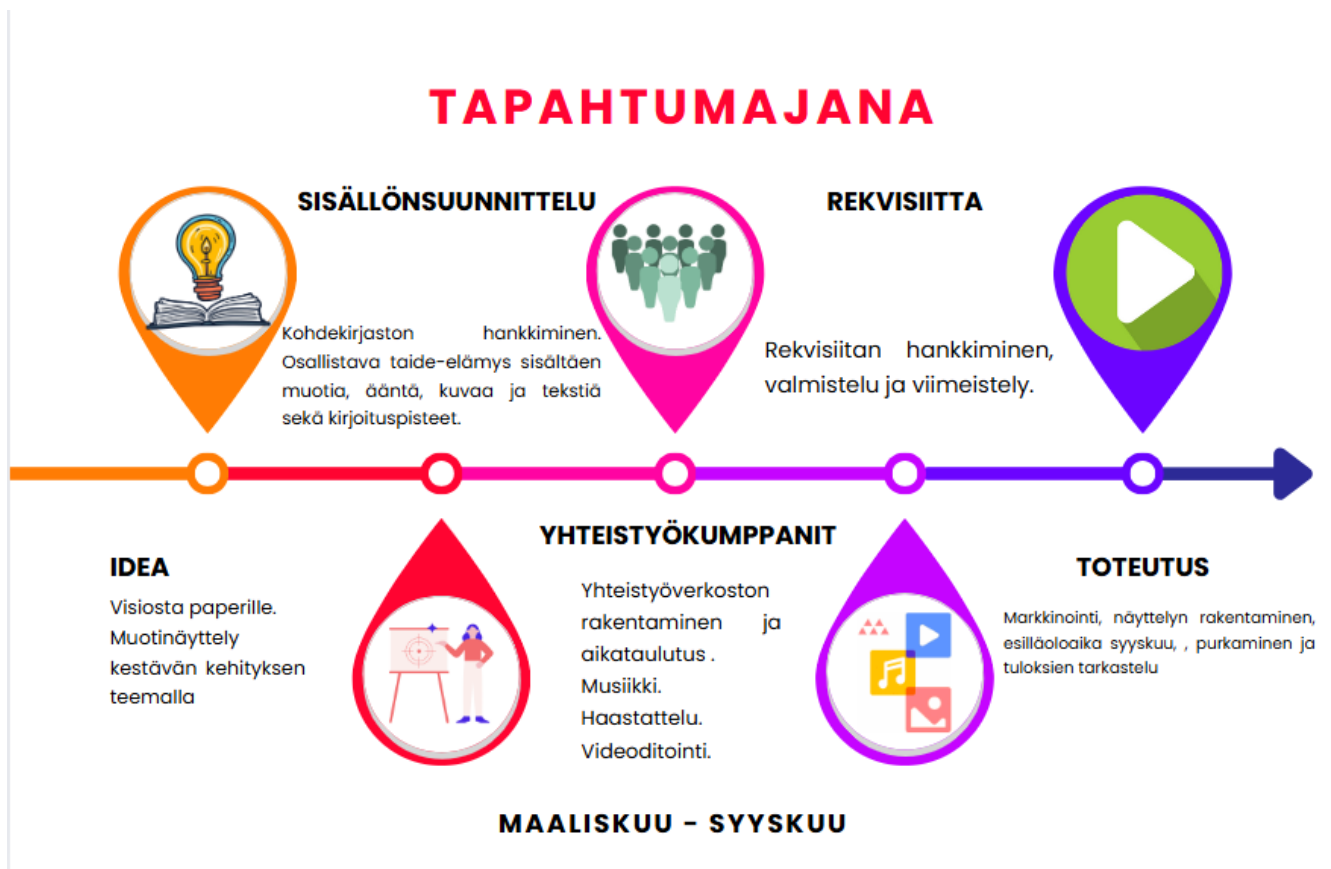 TAPAHTUMAJANA
IDEA
Visiosta paperille.
Muotinäyttely
kestävän kehityksen
teemalla
SISÄLLÖNSUUNNITTELU
Kohdekirjaston hankkiminen.
Osallistava taide-elämys sisältäen
muotia, ääntä, kuvaa ja tekstiä
sekä kirjoituspisteet.
YHTEISTYÖKUMPPANIT
Yhteistyöverkoston
rakentaminen ja
aikataulutus .
Musiikki.
Haastattelu.
Videoditointi.
REKVISIITTA
Rekvisiitan hankkiminen,
valmistelu ja viimeistely.
TOTEUTUS
Markkinointi, näyttelyn rakentaminen,
esilläoloaika syyskuu, , purkaminen ja
tuloksien tarkastelu
MAALISKUU - SYYSKUU